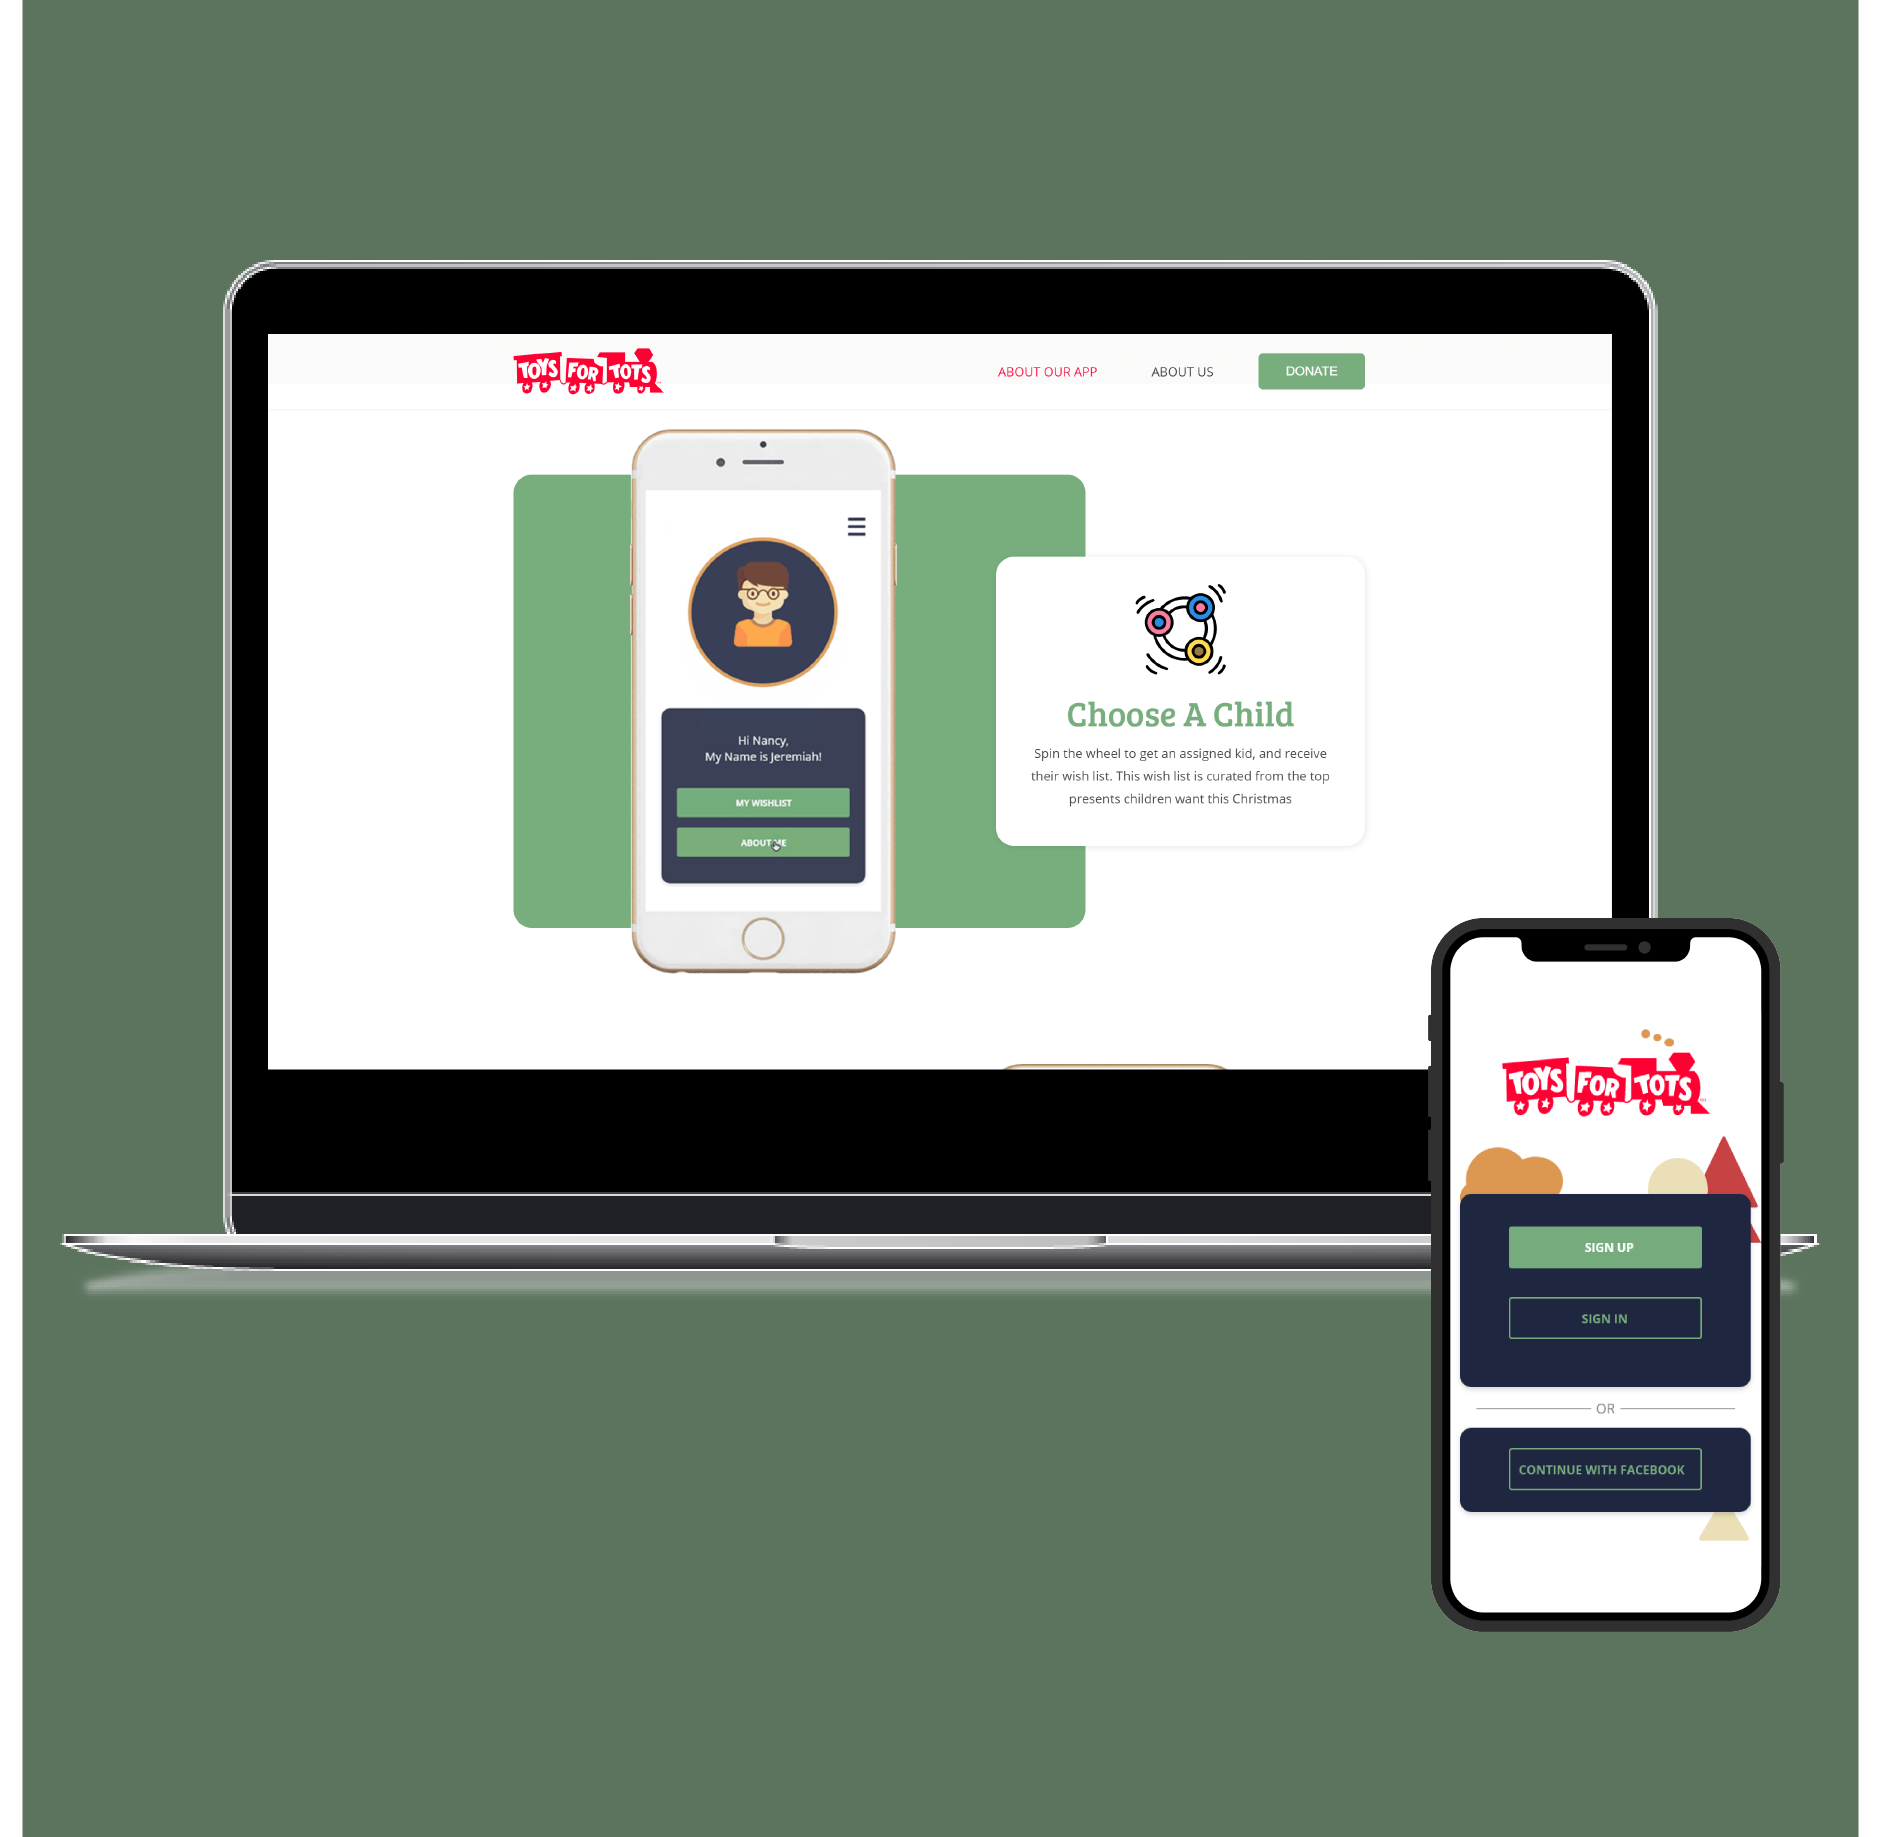 TOYS FOR TOTS
ABOUT OUR APP
ABOUT US
DONATE
Hi Nancy,
My Name is Jeremiah!
MY WISHLIST
ABOUT ME
Choose A Child
Spin the wheel to get an assigned kid, and receive
their wish list. This wish list is curated from the top
presents children want this Christmas
TOYS FOR TOTS
SIGN UP
SIGN IN
OR
CONTINUE WITH FACEBOOK